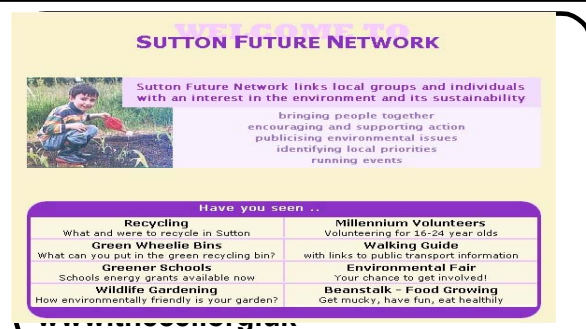 WELCOME TO
SUTTON FUTURE NETWORK
Sutton Future Network links local groups and individuals
with an interest in the environment and its sustainability
bringing people together
encouraging and supporting action
publicising environmental issues
identifying local priorities
running events
Have you seen ..
Recycling
What and were to recycle in Sutton
Millennium Volunteers
Volunteering for 16-24 year olds
Green Wheelie Bins
What can you put in the green recycling bin?
Walking Guide
with links to public transport information
Greener Schools
Schools energy grants available now
Environmental Fair
Your chance to get involved!
Wildlife Gardening
How environmentally friendly is your garden?
Beanstalk - Food Growing
Get mucky, have fun, eat healthily